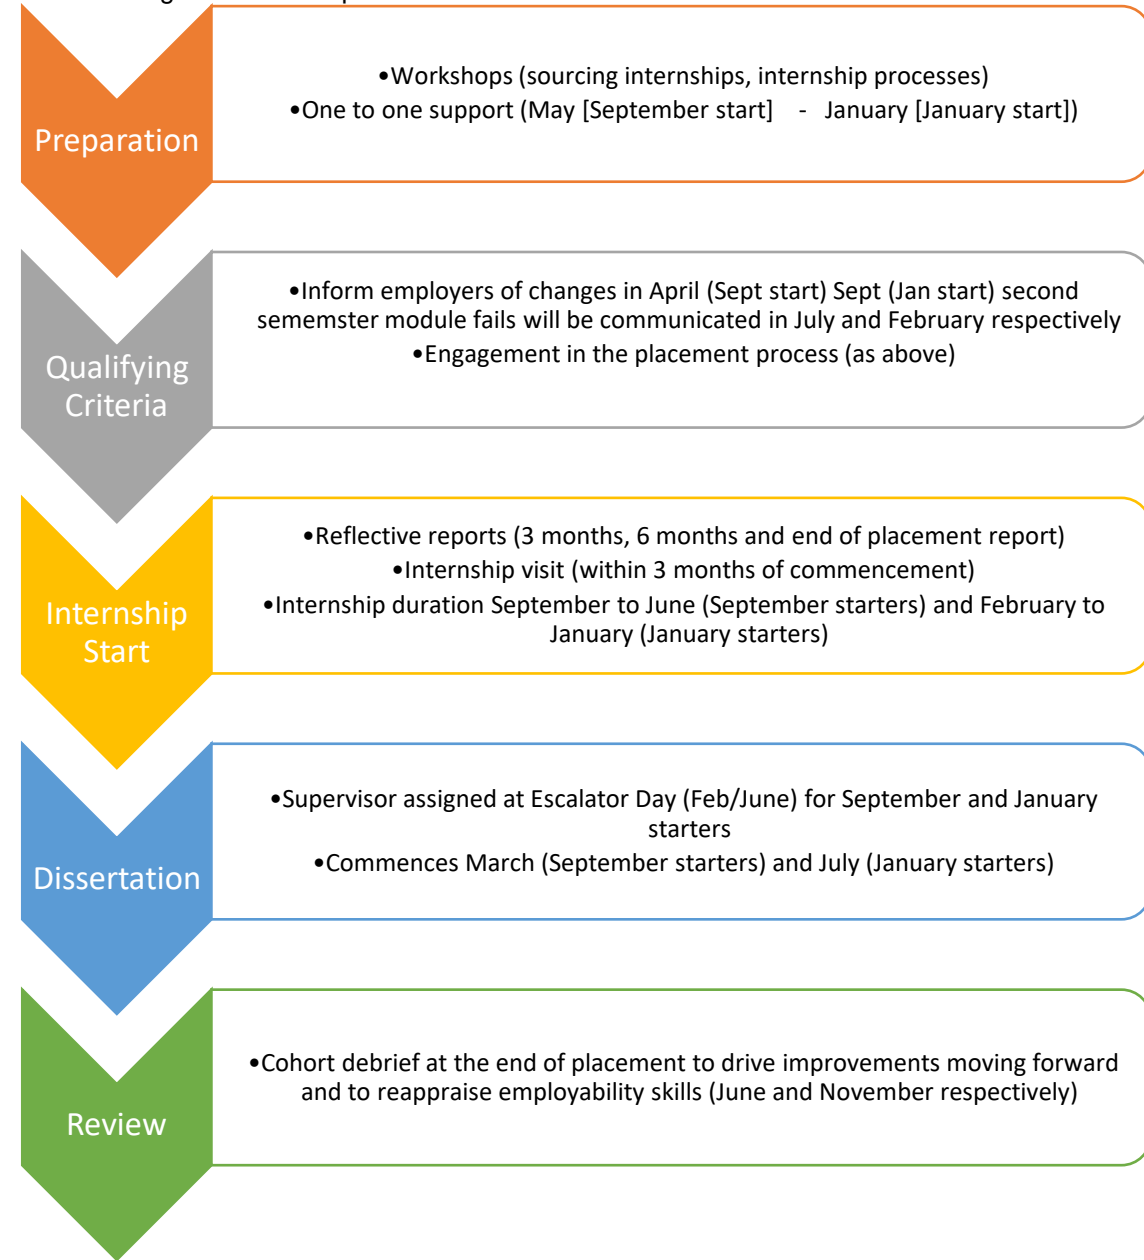 Preparation
•Workshops (sourcing internships, internship processes)
•One to one support (May [September start] - January [January start])
Qualifying
Criteria
•Inform employers of changes in April (Sept start) Sept (Jan start) second
sememster module fails will be communicated in July and February respectively
•Engagement in the placement process (as above)
Internship
Start
•Reflective reports (3 months, 6 months and end of placement report)
•Internship visit (within 3 months of commencement)
•Internship duration September to June (September starters) and February to
January (January starters)
Dissertation
•Supervisor assigned at Escalator Day (Feb/June) for September and January
starters
•Commences March (September starters) and July (January starters)
Review
•Cohort debrief at the end of placement to drive improvements moving forward
and to reappraise employability skills (June and November respectively)